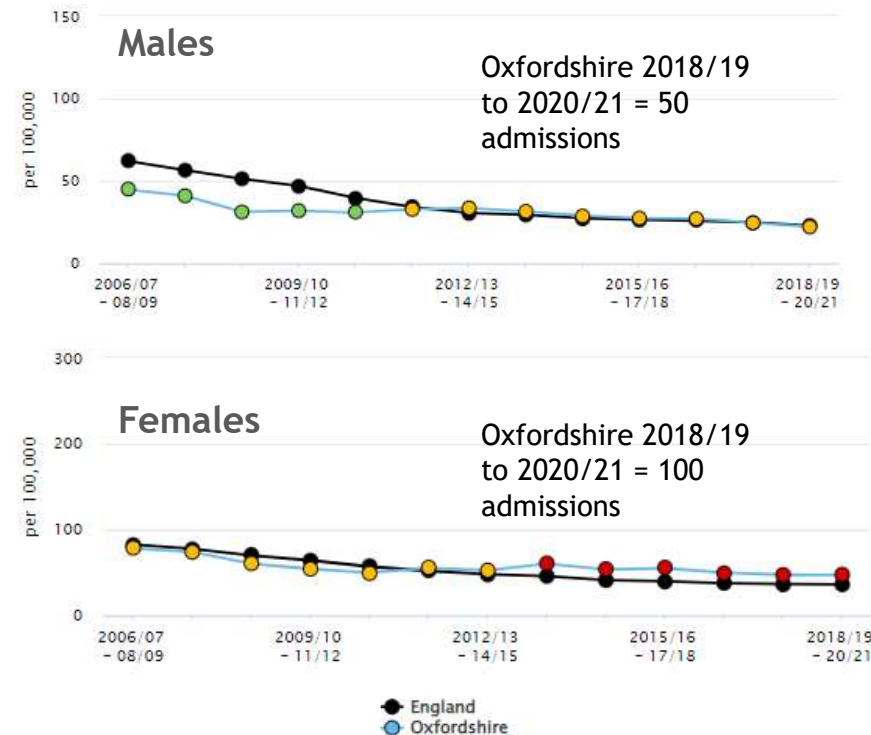 150
Males
Oxfordshire 2018/19
to 2020/21 = 50
admissions
100
per 100,000
50
0
2006/07
- 08/09
2009/10
- 11/12
2012/13
- 14/15
2015/16
- 17/18
2018/19
- 20/21
300
Females
Oxfordshire 2018/19
to 2020/21 = 100
admissions
200
per 100,000
100
0
2006/07
- 08/09
2009/10
- 11/12
2012/13
- 14/15
2015/16
- 17/18
2018/19
- 20/21
England
Oxfordshire